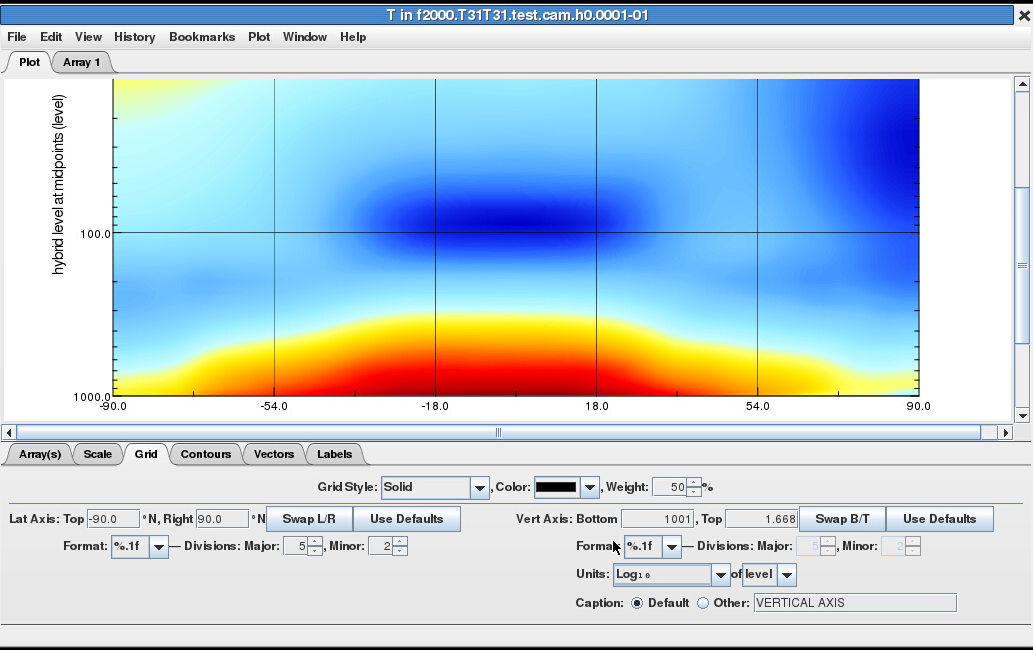 T in f2000.T31T31.test.cam.h0.0001-01
File Edit View History Bookmarks Plot Window Help
Plot Array 1
hybrid level at midpoints (level)
100.0
1000.0
-90.0 -54.0 -18.0 18.0 54.0 90.0
Array(s) Scale Grid Contours Vectors Labels
Grid Style: Solid , Color: , Weight: 50 %
Lat Axis: Top -90.0 °N, Right 90.0 °N Swap L/R Use Defaults Vert Axis: Bottom 1001 , Top 1.668 Swap B/T Use Defaults
Format: %.1f — Divisions: Major: 5 , Minor: 2 Format: %.1f — Divisions: Major: 5 , Minor: 2
Units: Log₁₀ of level
Caption: Default Other: VERTICAL AXIS